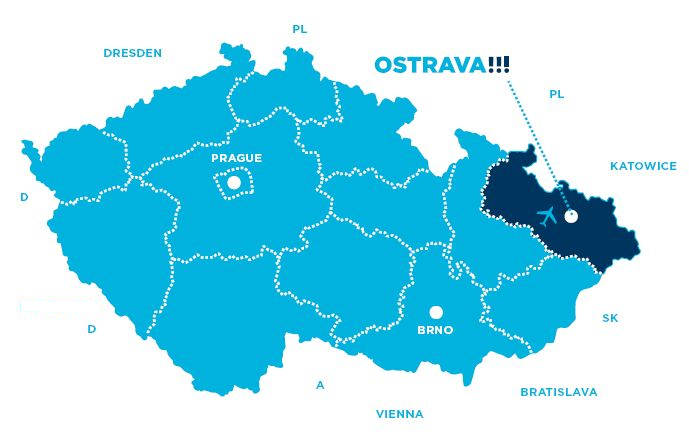 PL
DRESDEN
OSTRAVA!!!
PL
PRAGUE
KATOWICE
D
SK
BRNO
D
A
BRATISLAVA
VIENNA